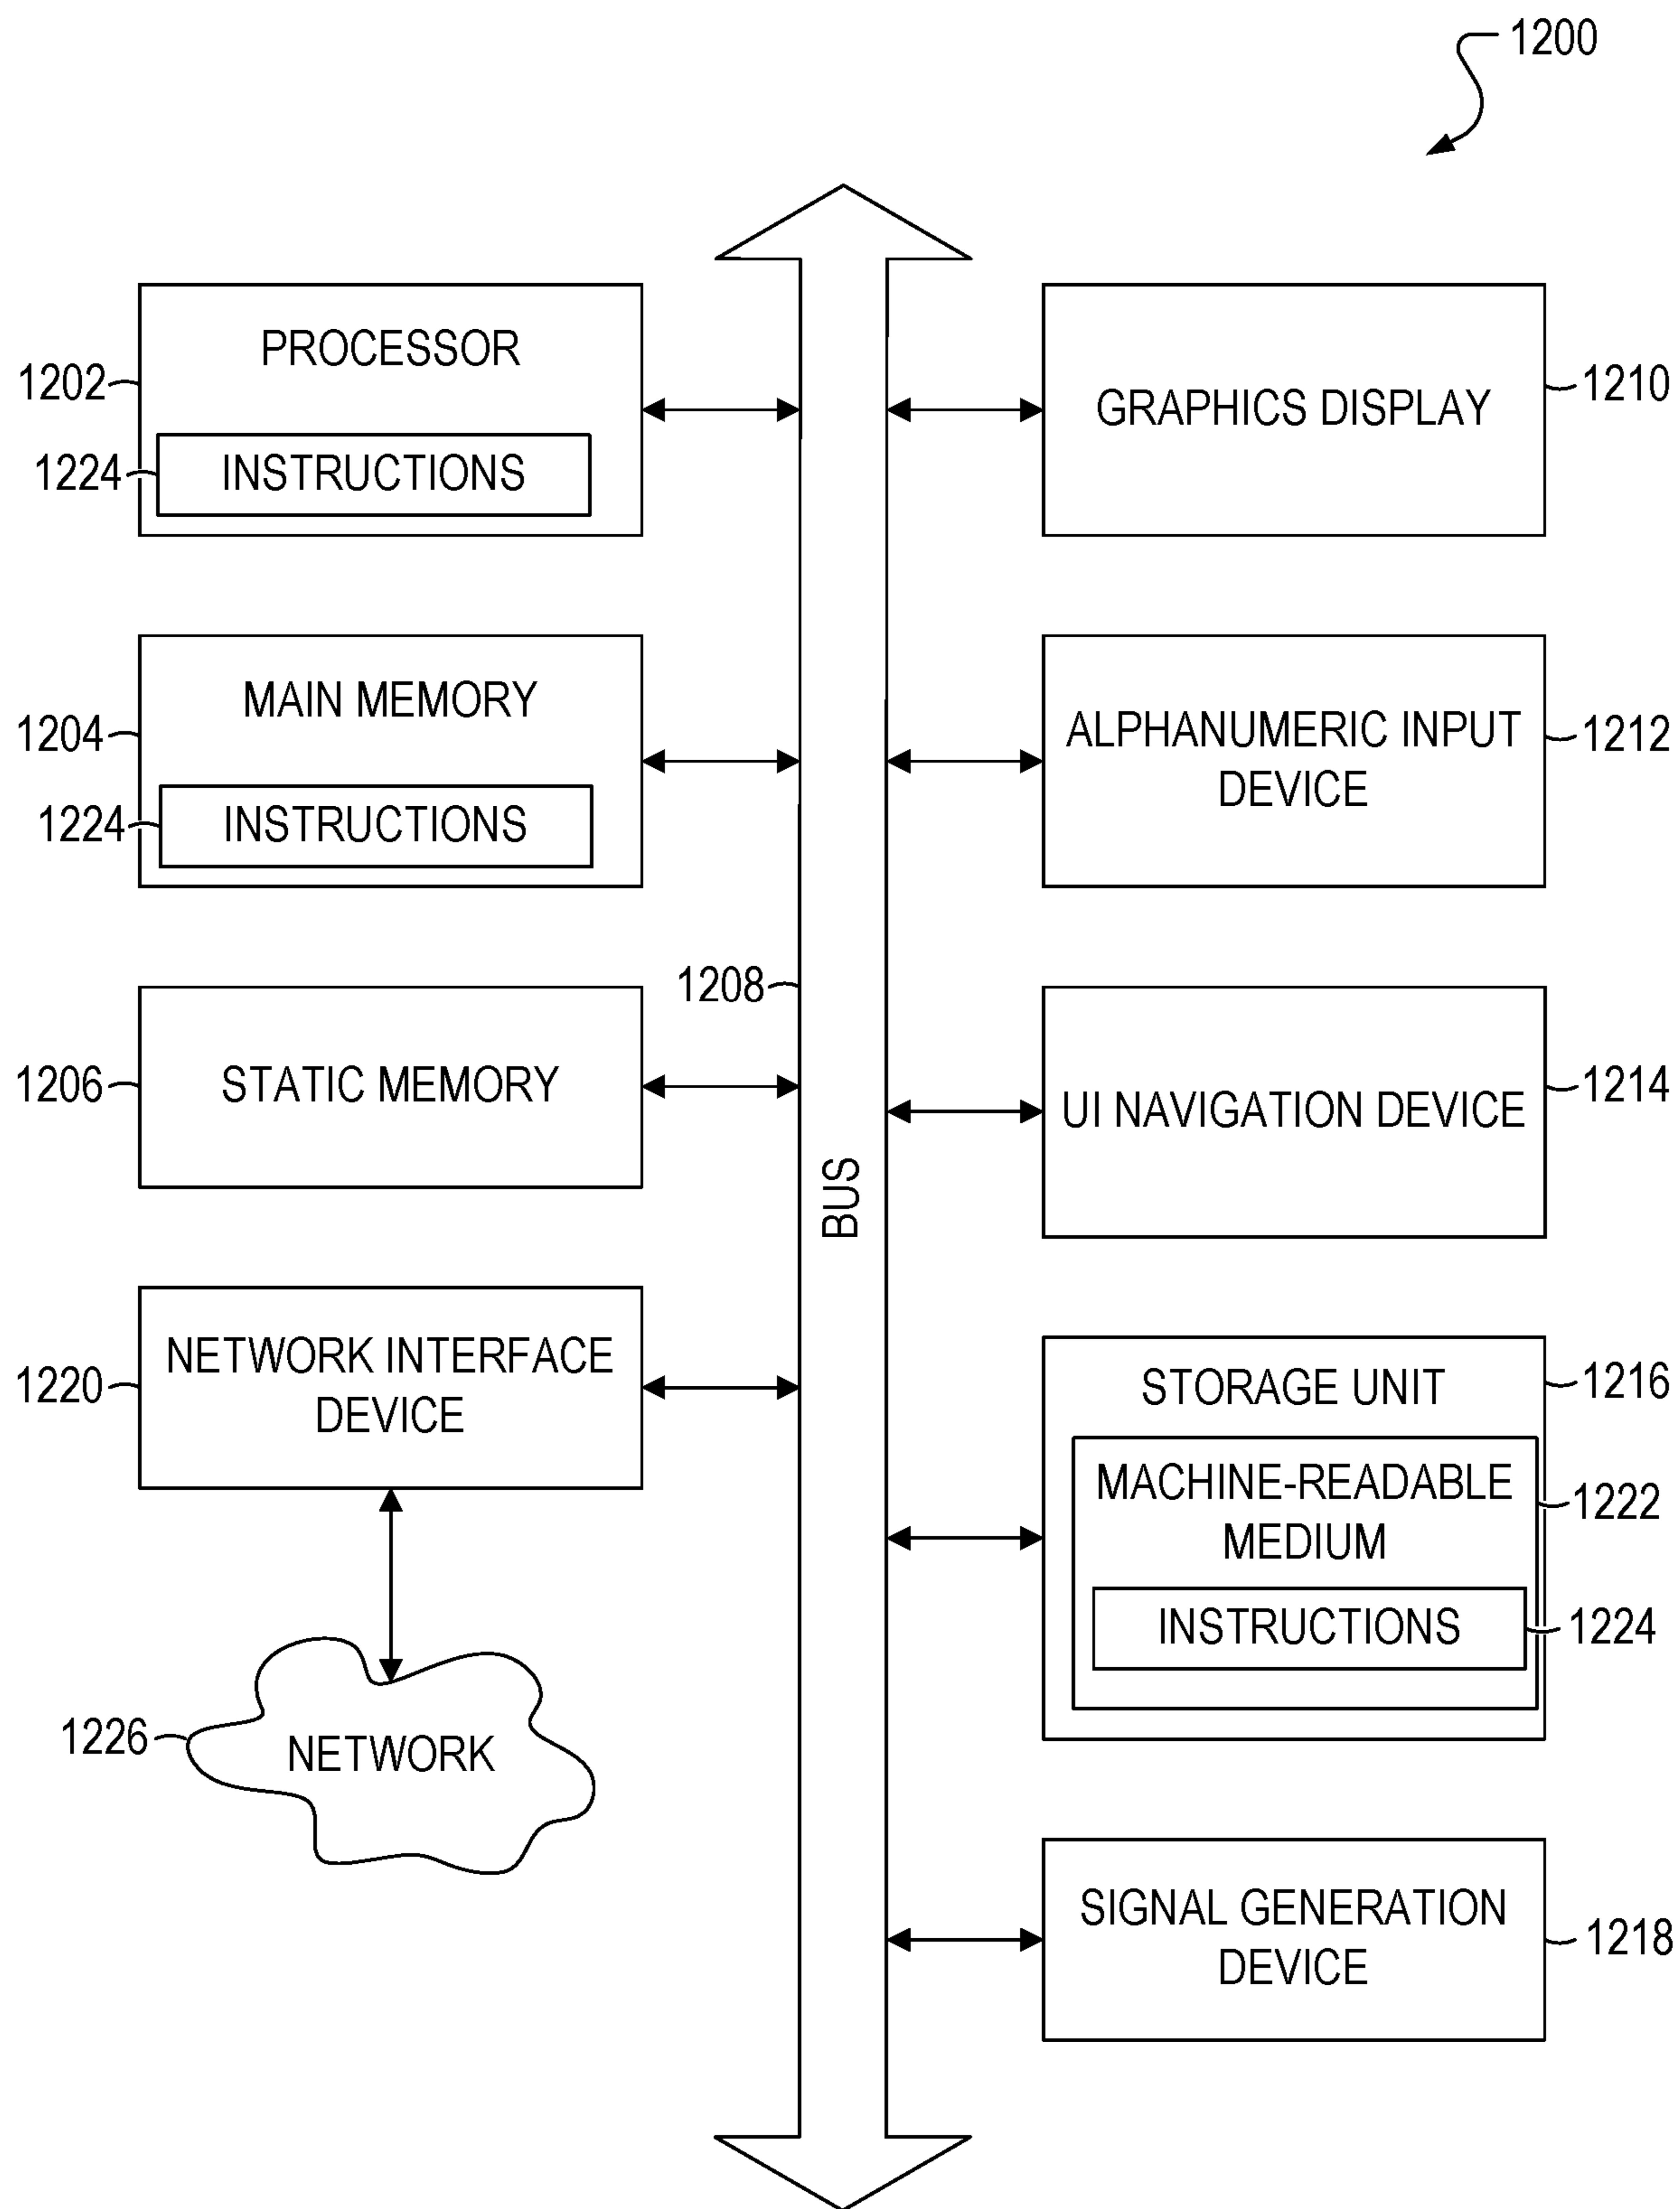 1200
PROCESSOR
1202
1224
INSTRUCTIONS
GRAPHICS DISPLAY
1210
MAIN MEMORY
1204
1224
INSTRUCTIONS
ALPHANUMERIC INPUT
DEVICE
1212
1208
STATIC MEMORY
1206
UI NAVIGATION DEVICE
1214
BUS
NETWORK INTERFACE
DEVICE
1220
STORAGE UNIT
1216
MACHINE-READABLE
MEDIUM
1222
INSTRUCTIONS
1224
1226
NETWORK
SIGNAL GENERATION
DEVICE
1218